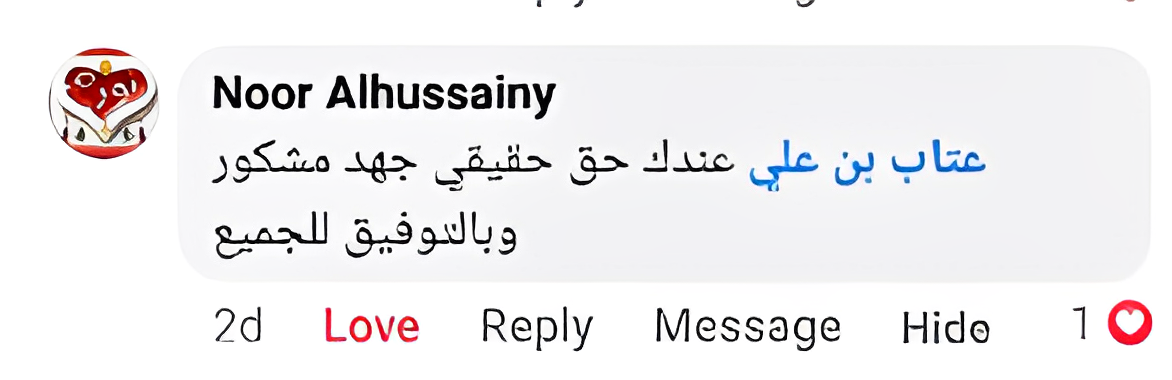 Noor Alhussainy
عتاب بن علي عندك حق حقيقي جهد مشكور
وبالتوفيق للجميع
2d Love Reply Message Hide 1